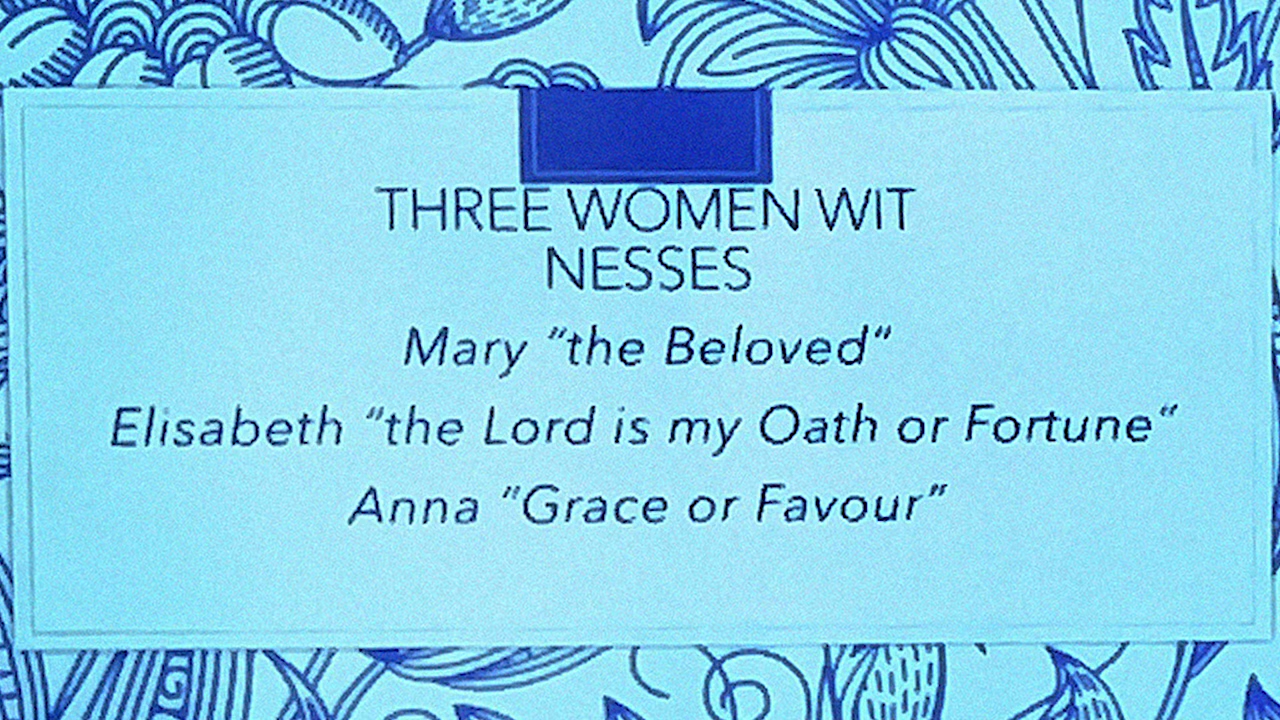 THREE WOMEN WIT
NESSES
Mary "the Beloved"
Elisabeth "the Lord is my Oath or Fortune"
Anna "Grace or Favour"